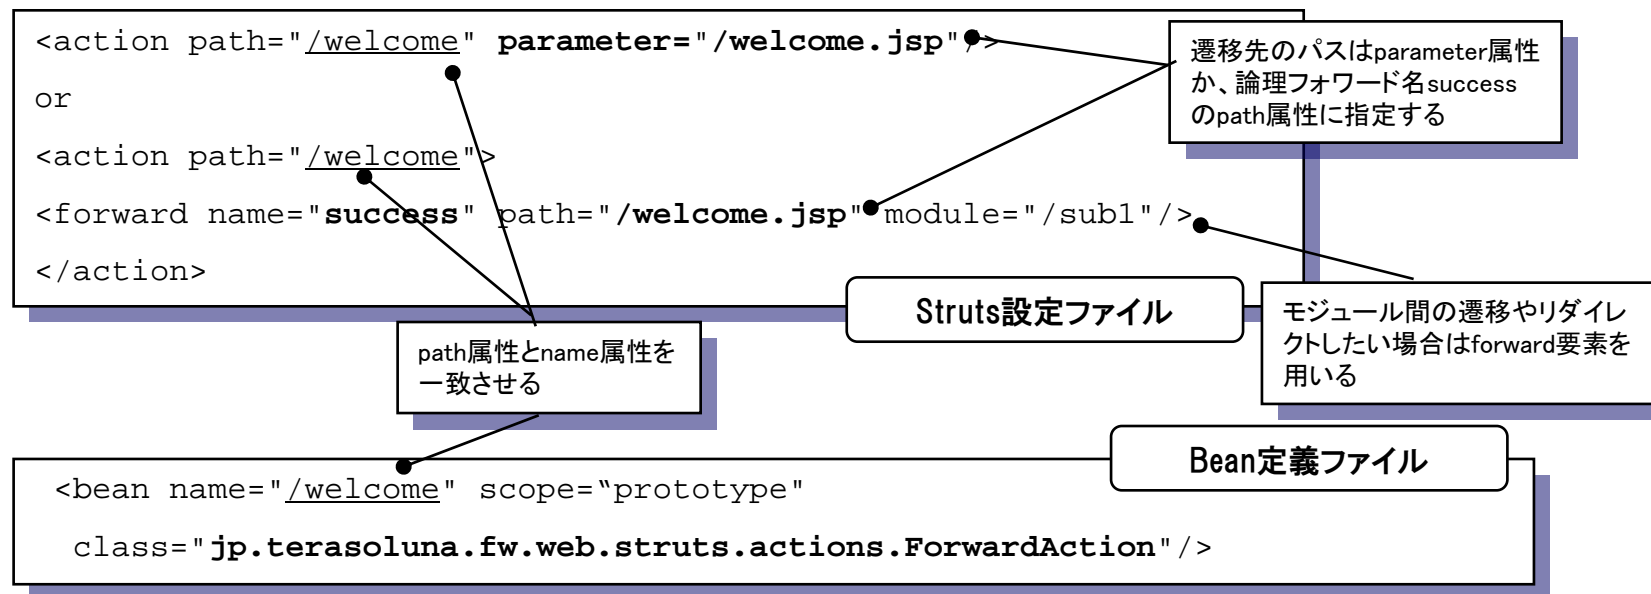 <action path="/welcome" parameter="/welcome.jsp"/>
or
<action path="/welcome">
<forward name="success" path="/welcome.jsp" module="/sub1"/>
</action>
遷移先のパスはparameter属性
か、論理フォワード名success
のpath属性に指定する
Struts設定ファイル
モジュール間の遷移やリダイレ
クトしたい場合はforward要素を
用いる
path属性とname属性を
一致させる
Bean定義ファイル
<bean name="/welcome" scope=“prototype"
class="jp.terasoluna.fw.web.struts.actions.ForwardAction"/>